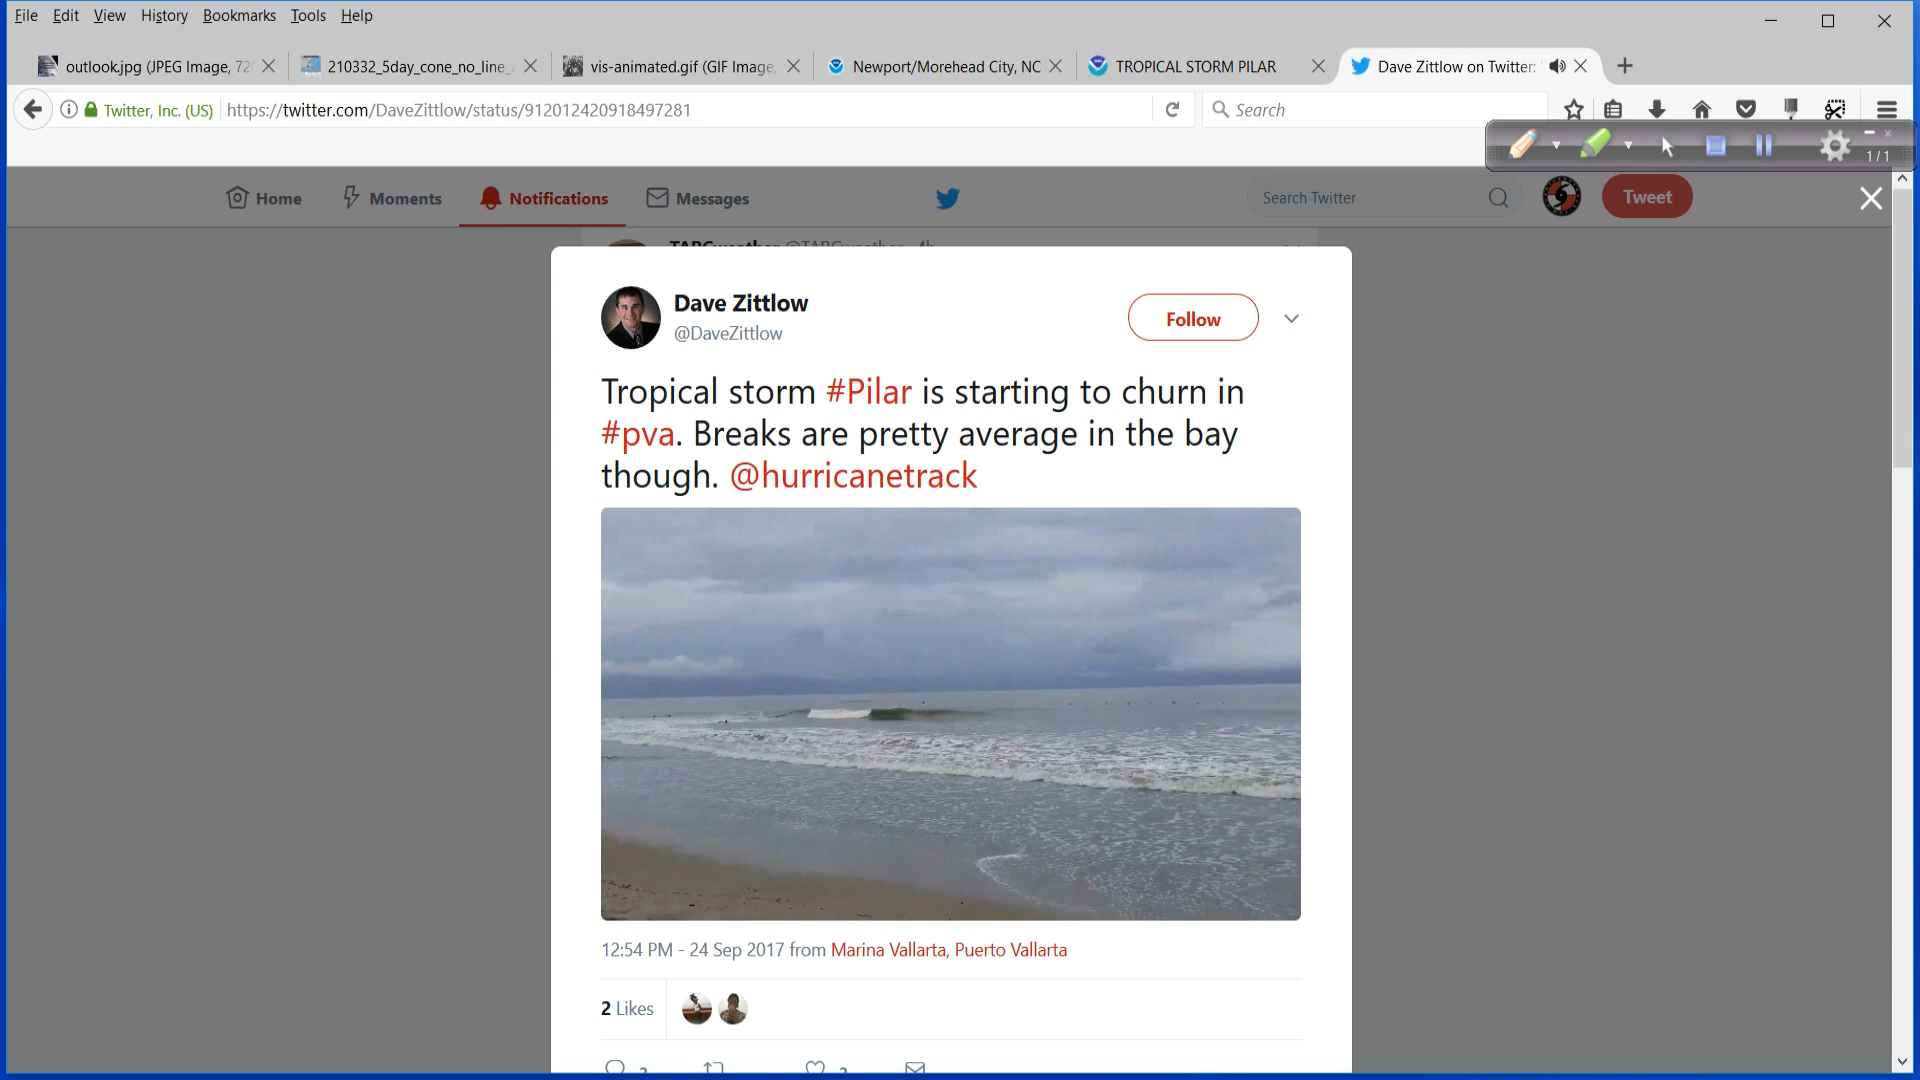 File Edit View History Bookmarks Tools Help
outlook.jpg (JPEG Image, 72
210332_5day_cone_no_line_
vis-animated.gif (GIF Image,
Newport/Morehead City, NC
TROPICAL STORM PILAR
Dave Zittlow on Twitter:
Twitter, Inc. (US) https://twitter.com/DaveZittlow/status/912012420918497281
Search
1/1
Home Moments Notifications Messages
Search Twitter
Tweet
Dave Zittlow
@DaveZittlow
Follow
Tropical storm #Pilar is starting to churn in
#pva. Breaks are pretty average in the bay
though. @hurricanetrack
12:54 PM - 24 Sep 2017 from Marina Vallarta, Puerto Vallarta
2 Likes